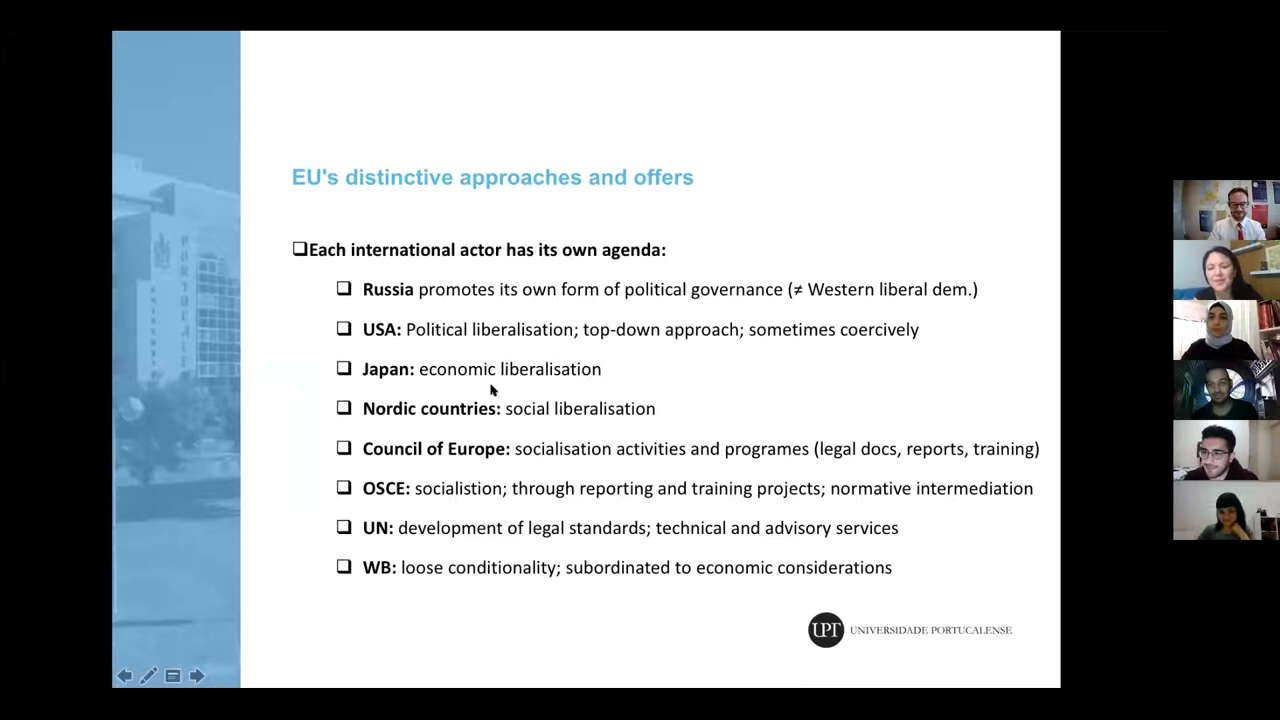 EU's distinctive approaches and offers
Each international actor has its own agenda:
Russia promotes its own form of political governance (≠ Western liberal dem.)
USA: Political liberalisation; top-down approach; sometimes coercively
Japan: economic liberalisation
Nordic countries: social liberalisation
Council of Europe: socialisation activities and programes (legal docs, reports, training)
OSCE: socialistion; through reporting and training projects; normative intermediation
UN: development of legal standards; technical and advisory services
WB: loose conditionality; subordinated to economic considerations
UPT UNIVERSIDADE PORTUCALENSE